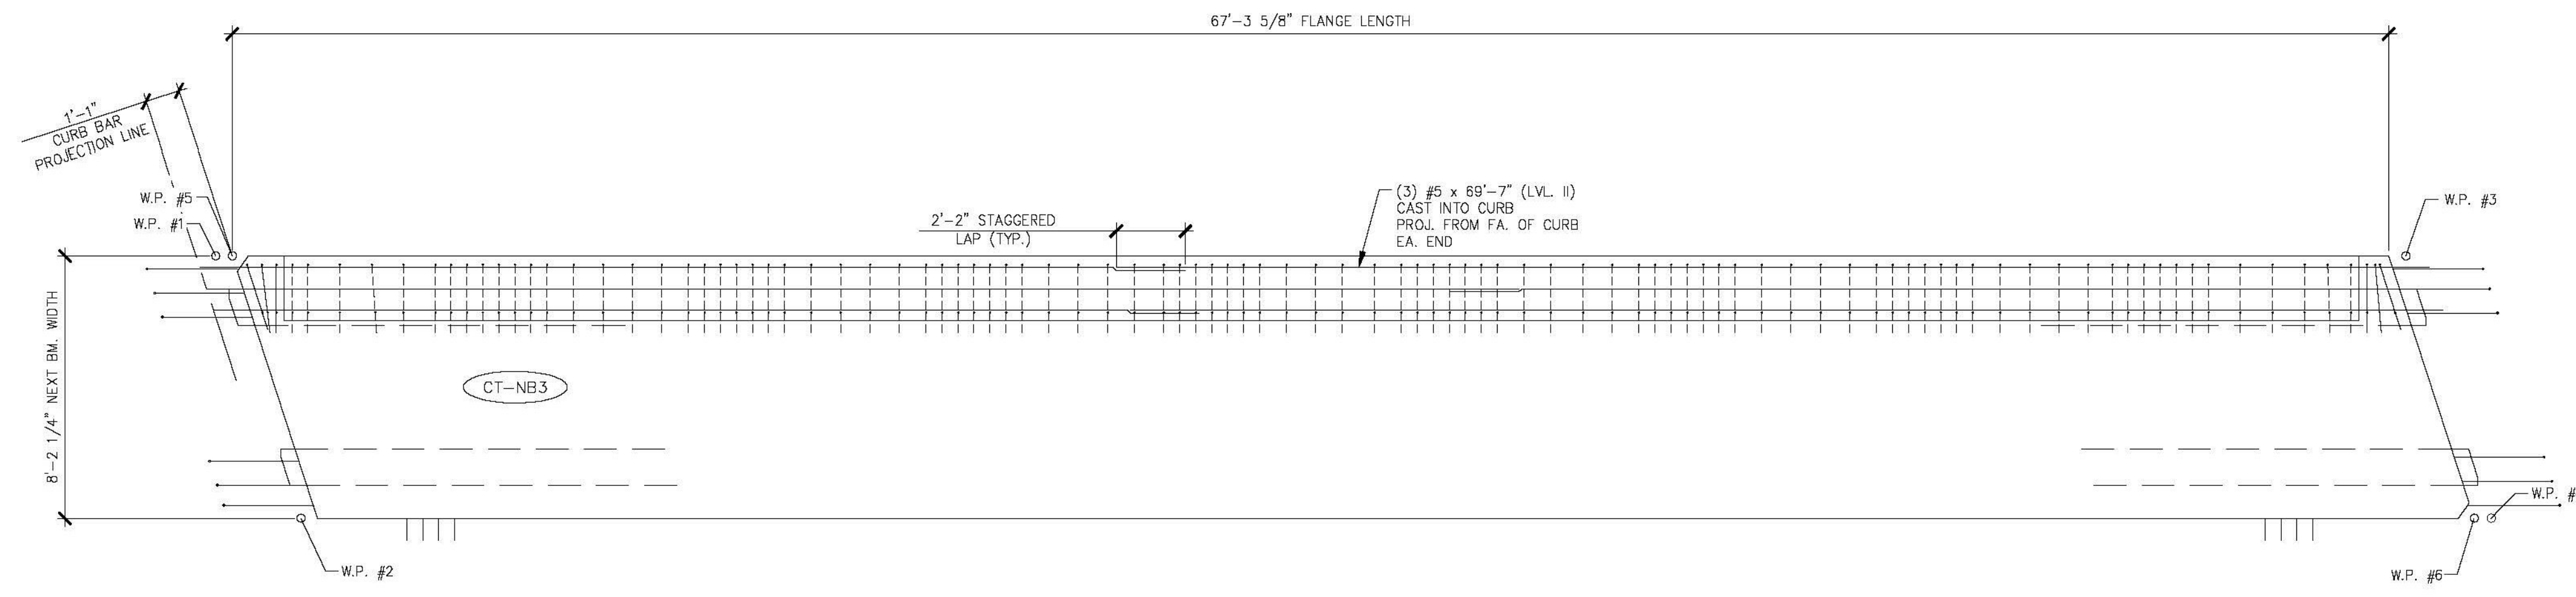 67'-3 5/8" FLANGE LENGTH
1'-1"
CURB BAR
PROJECTION LINE
W.P. #5
W.P. #1
2'-2" STAGGERED
LAP (TYP.)
(3) #5 x 69'-7" (LVL. II)
CAST INTO CURB
PROJ. FROM FA. OF CURB
EA. END
W.P. #3
8'-2 1/4" NEXT BM. WIDTH
CT-NB3
W.P. #2
W.P. #
W.P. #6